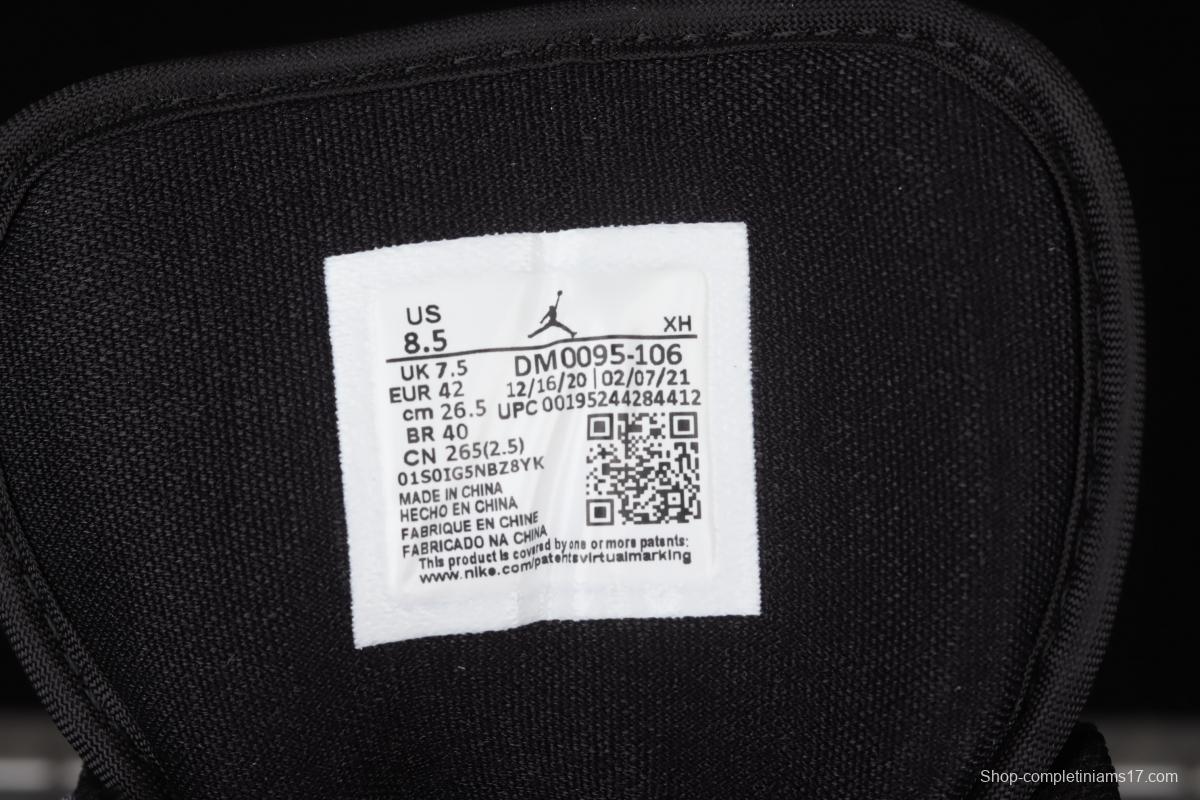 US
8.5
XH
UK 7.5
DM0095-106
EUR 42
12/16/20 | 02/07/21
cm 26.5
UPC 00195244284412
BR 40
CN 265(2.5)
01S0IG5NBZ8YK
MADE IN CHINA
HECHO EN CHINA
FABRIQUE EN CHINE
FABRICADO NA CHINA
This product is covered by one or more patents:
www.nike.com/patentsvirtualmarking
Shop-completiniams17.com